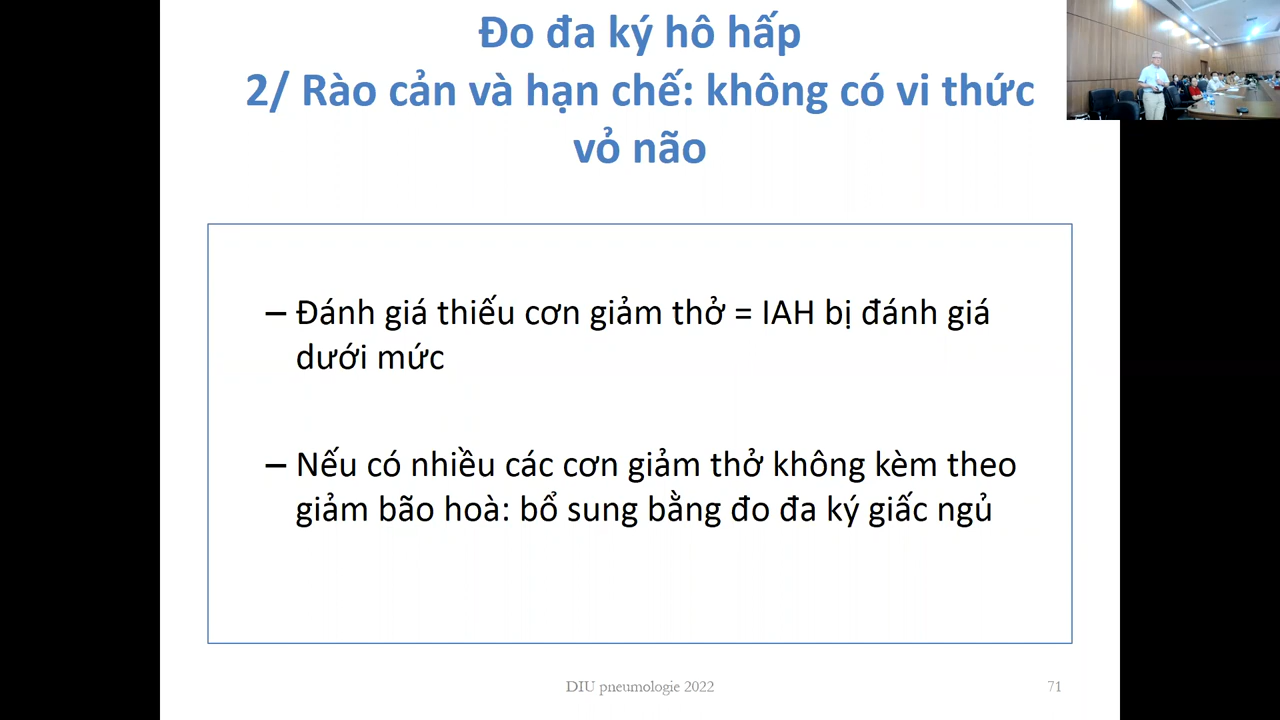 Đo đa ký hô hấp
2/ Rào cản và hạn chế: không có vi thức
vỏ não
– Đánh giá thiếu cơn giảm thở = IAH bị đánh giá
dưới mức
– Nếu có nhiều các cơn giảm thở không kèm theo
giảm bão hoà: bổ sung bằng đo đa ký giấc ngủ
DIU pneumologie 2022
71